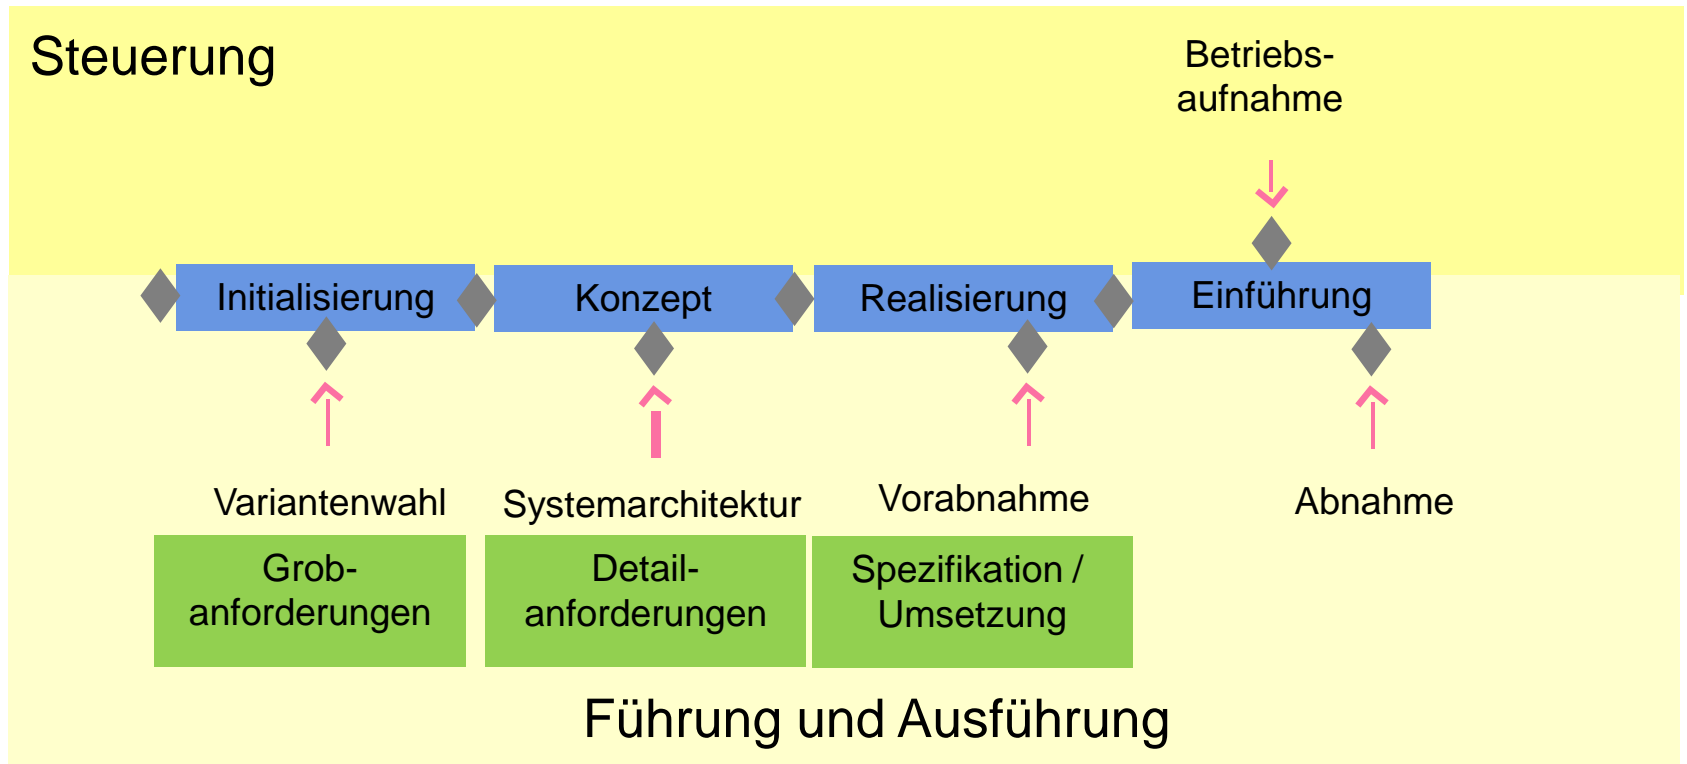 Steuerung
Betriebs-
aufnahme
Initialisierung
Konzept
Realisierung
Einführung
Variantenwahl
Systemarchitektur
Vorabnahme
Abnahme
Grob-
anforderungen
Detail-
anforderungen
Spezifikation /
Umsetzung
Führung und Ausführung